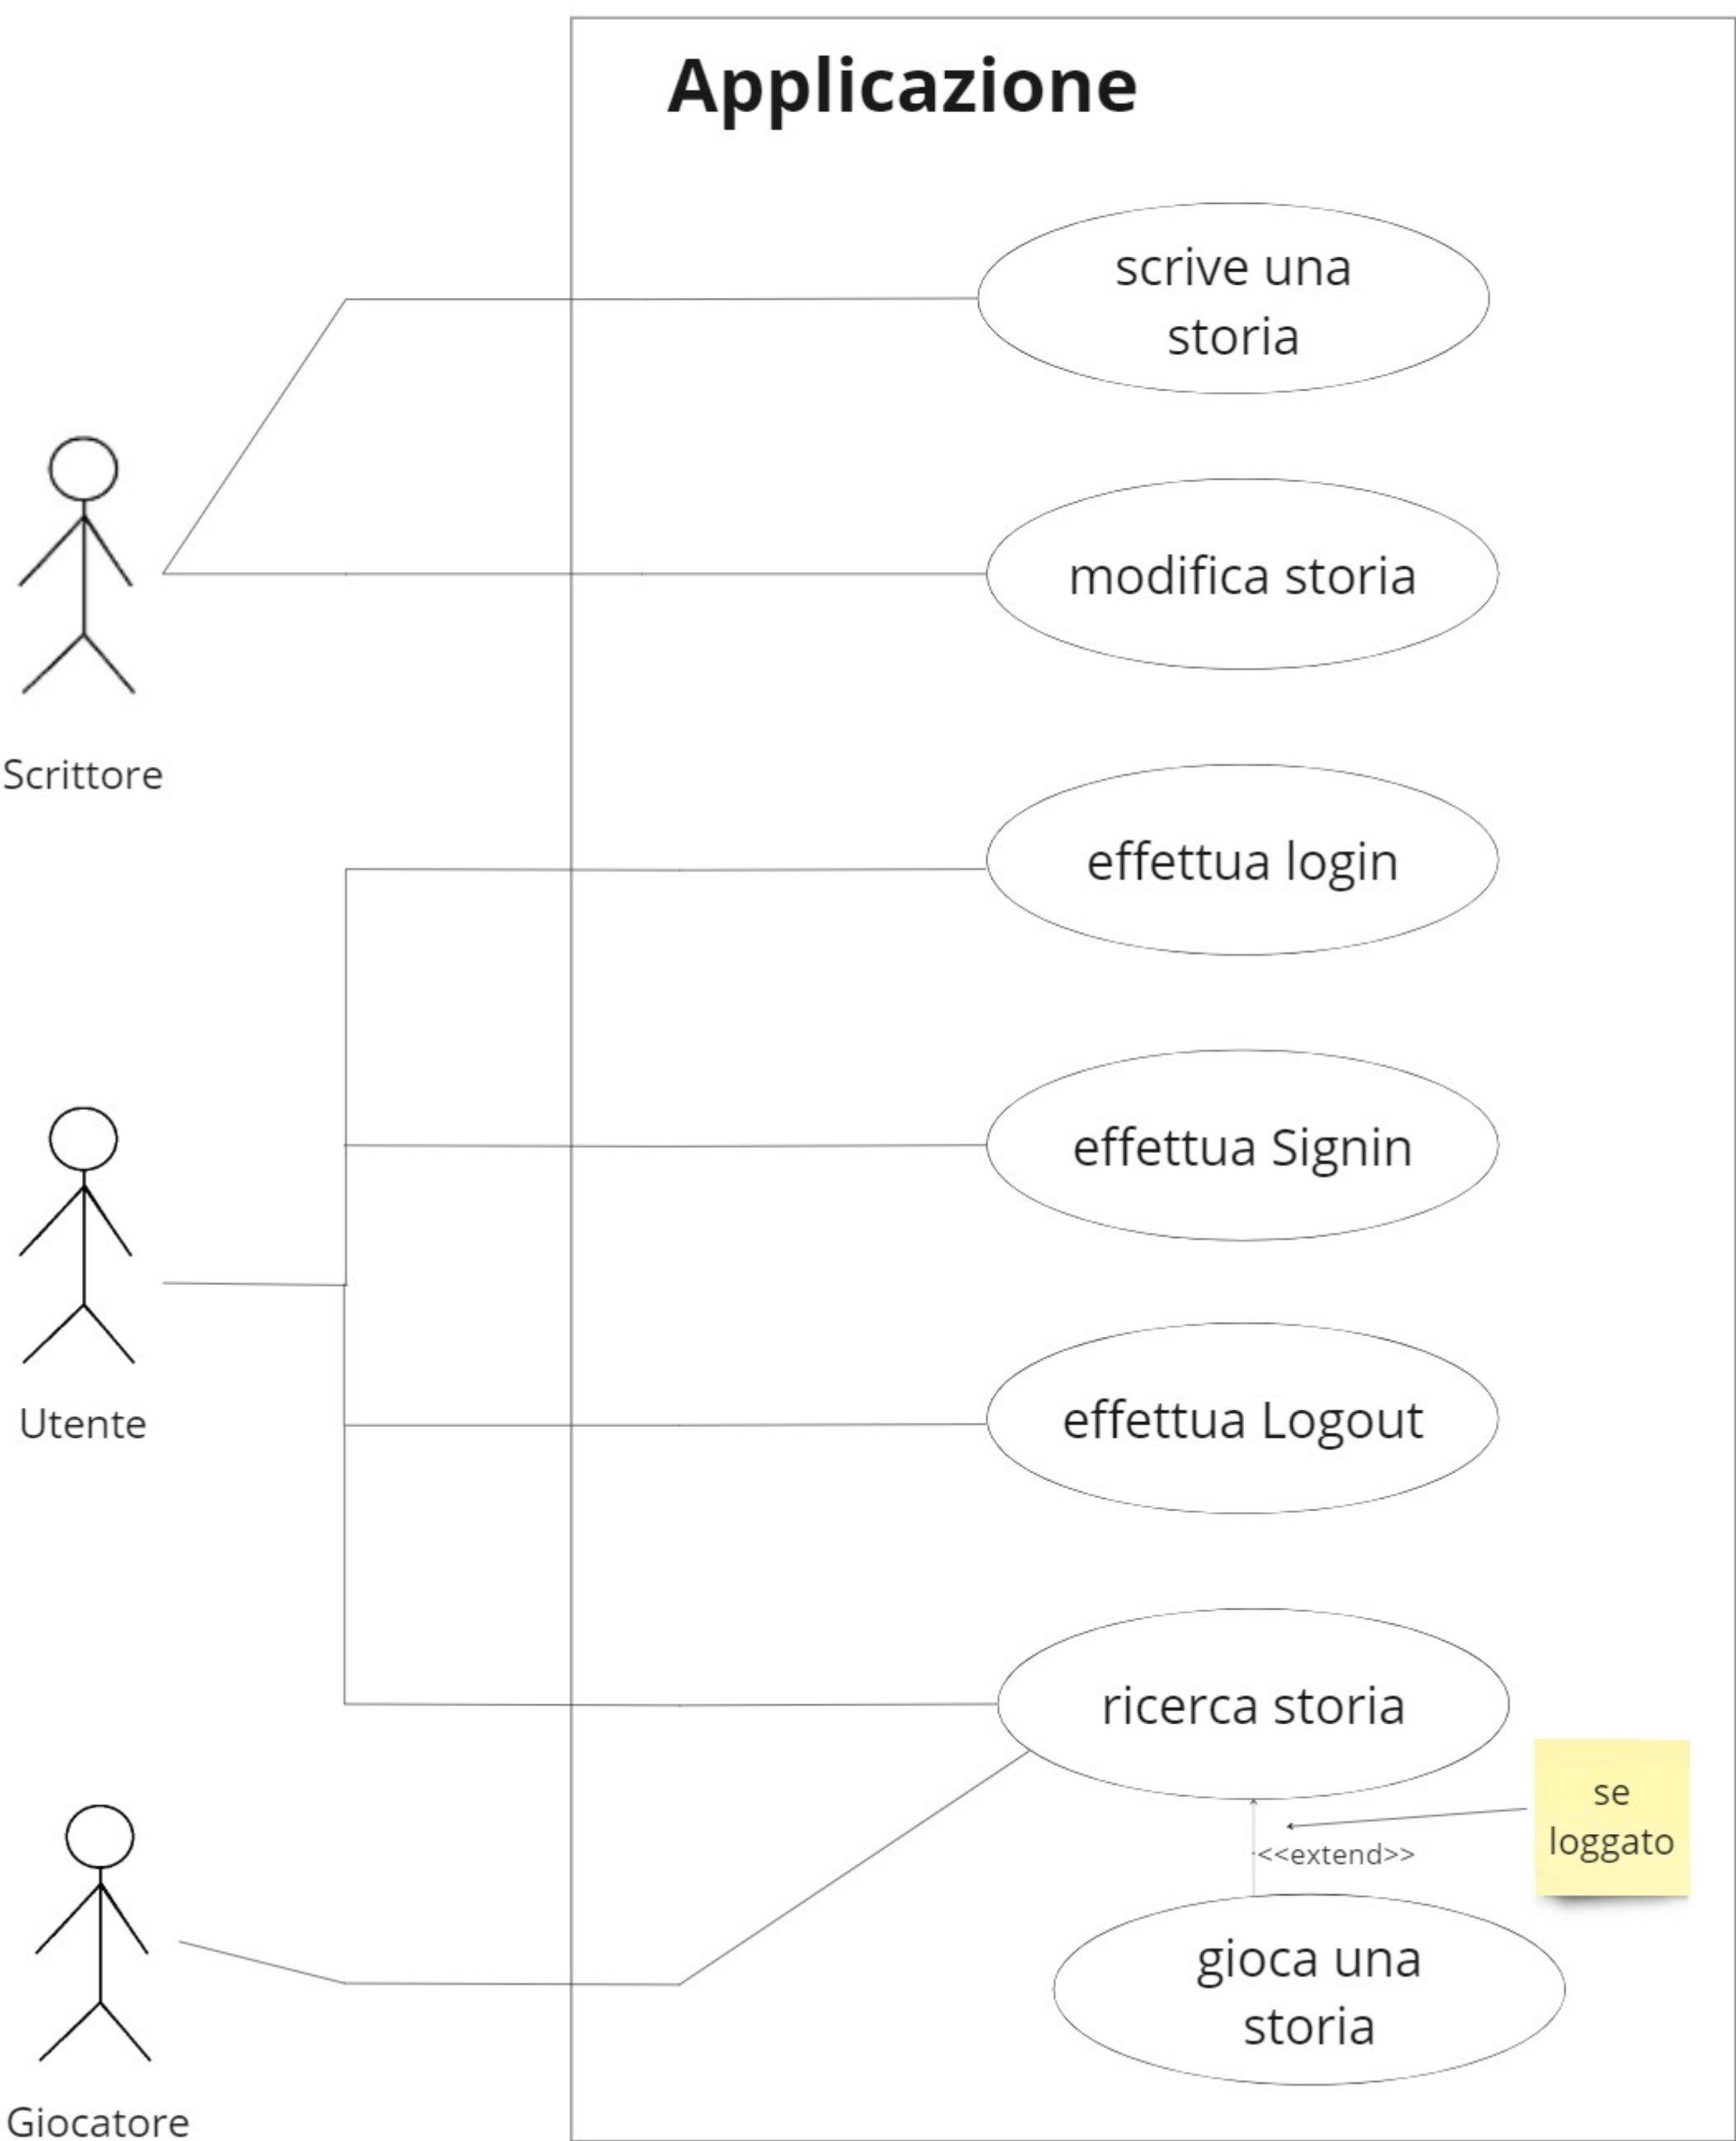 Applicazione
scrive una
storia
modifica storia
Scrittore
effettua login
effettua Signin
Utente
effettua Logout
ricerca storia
se
loggato
<<extend>>
gioca una
storia
Giocatore